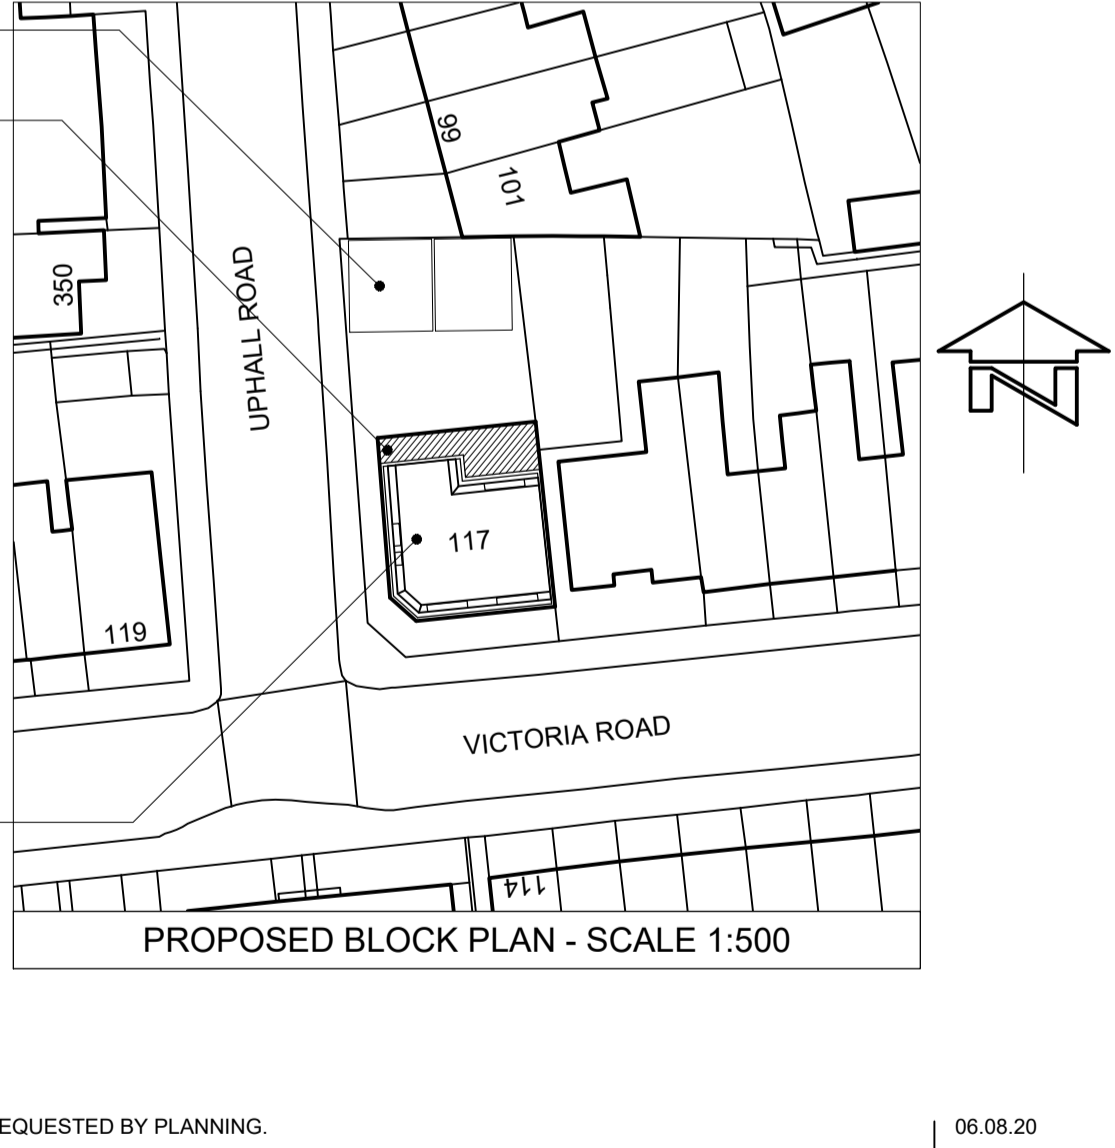 99
101
350
UPHALL ROAD
117
119
VICTORIA ROAD
114
PROPOSED BLOCK PLAN - SCALE 1:500
N
EQUESTED BY PLANNING.
06.08.20